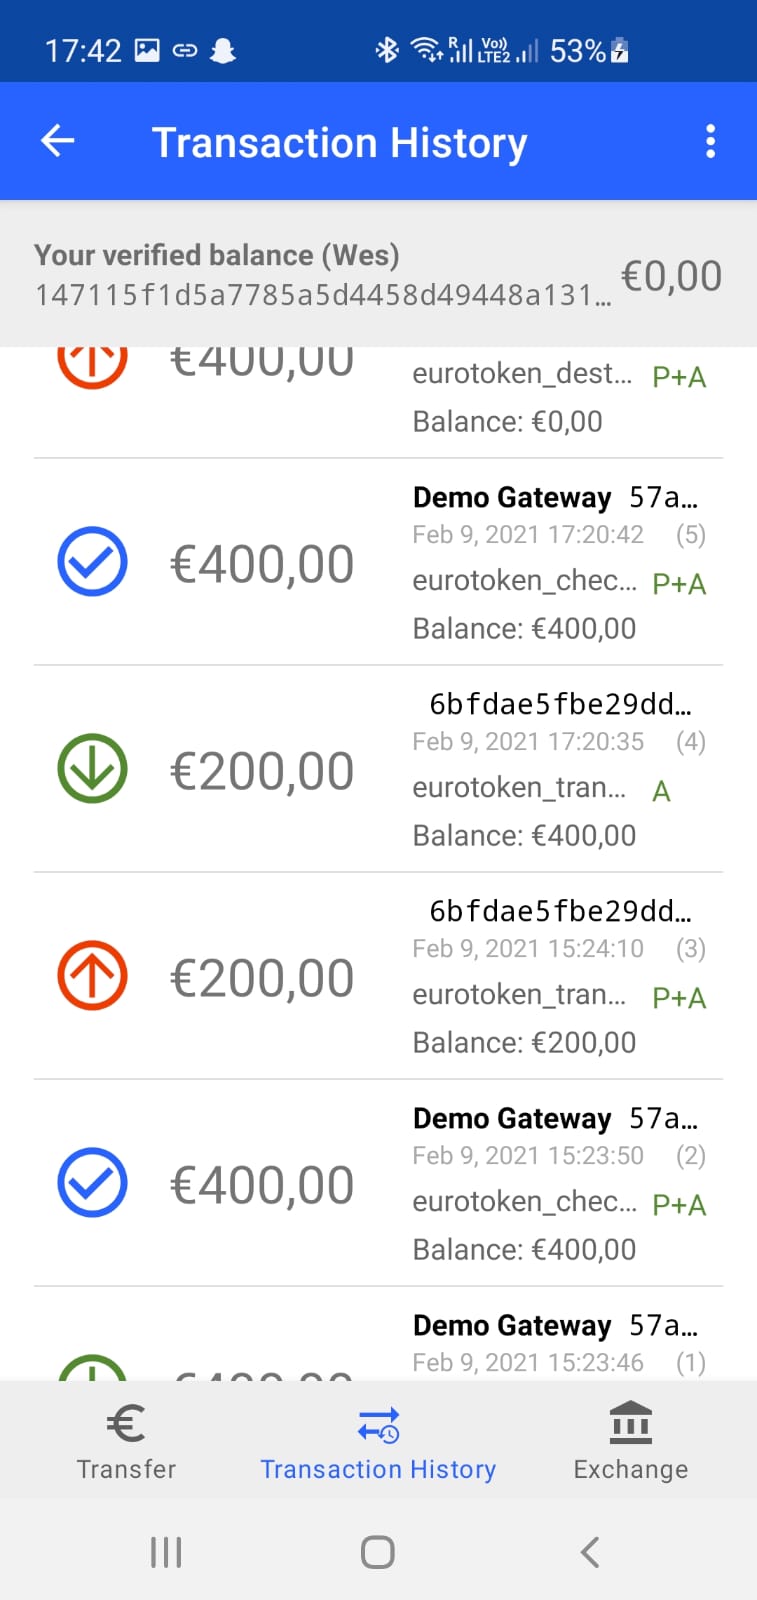 17:42 R Vo)) LTE2 53%
Transaction History
Your verified balance (Wes)
147115f1d5a7785a5d4458d49448a131... €0,00
€400,00
eurotoken_dest... P+A
Balance: €0,00
Demo Gateway 57a...
Feb 9, 2021 17:20:42 (5)
€400,00
eurotoken_chec... P+A
Balance: €400,00
6bfdae5fbe29dd...
Feb 9, 2021 17:20:35 (4)
€200,00
eurotoken_tran... A
Balance: €400,00
6bfdae5fbe29dd...
Feb 9, 2021 15:24:10 (3)
€200,00
eurotoken_tran... P+A
Balance: €200,00
Demo Gateway 57a...
Feb 9, 2021 15:23:50 (2)
€400,00
eurotoken_chec... P+A
Balance: €400,00
Demo Gateway 57a...
Feb 9, 2021 15:23:46 (1)
Transfer
Transaction History
Exchange